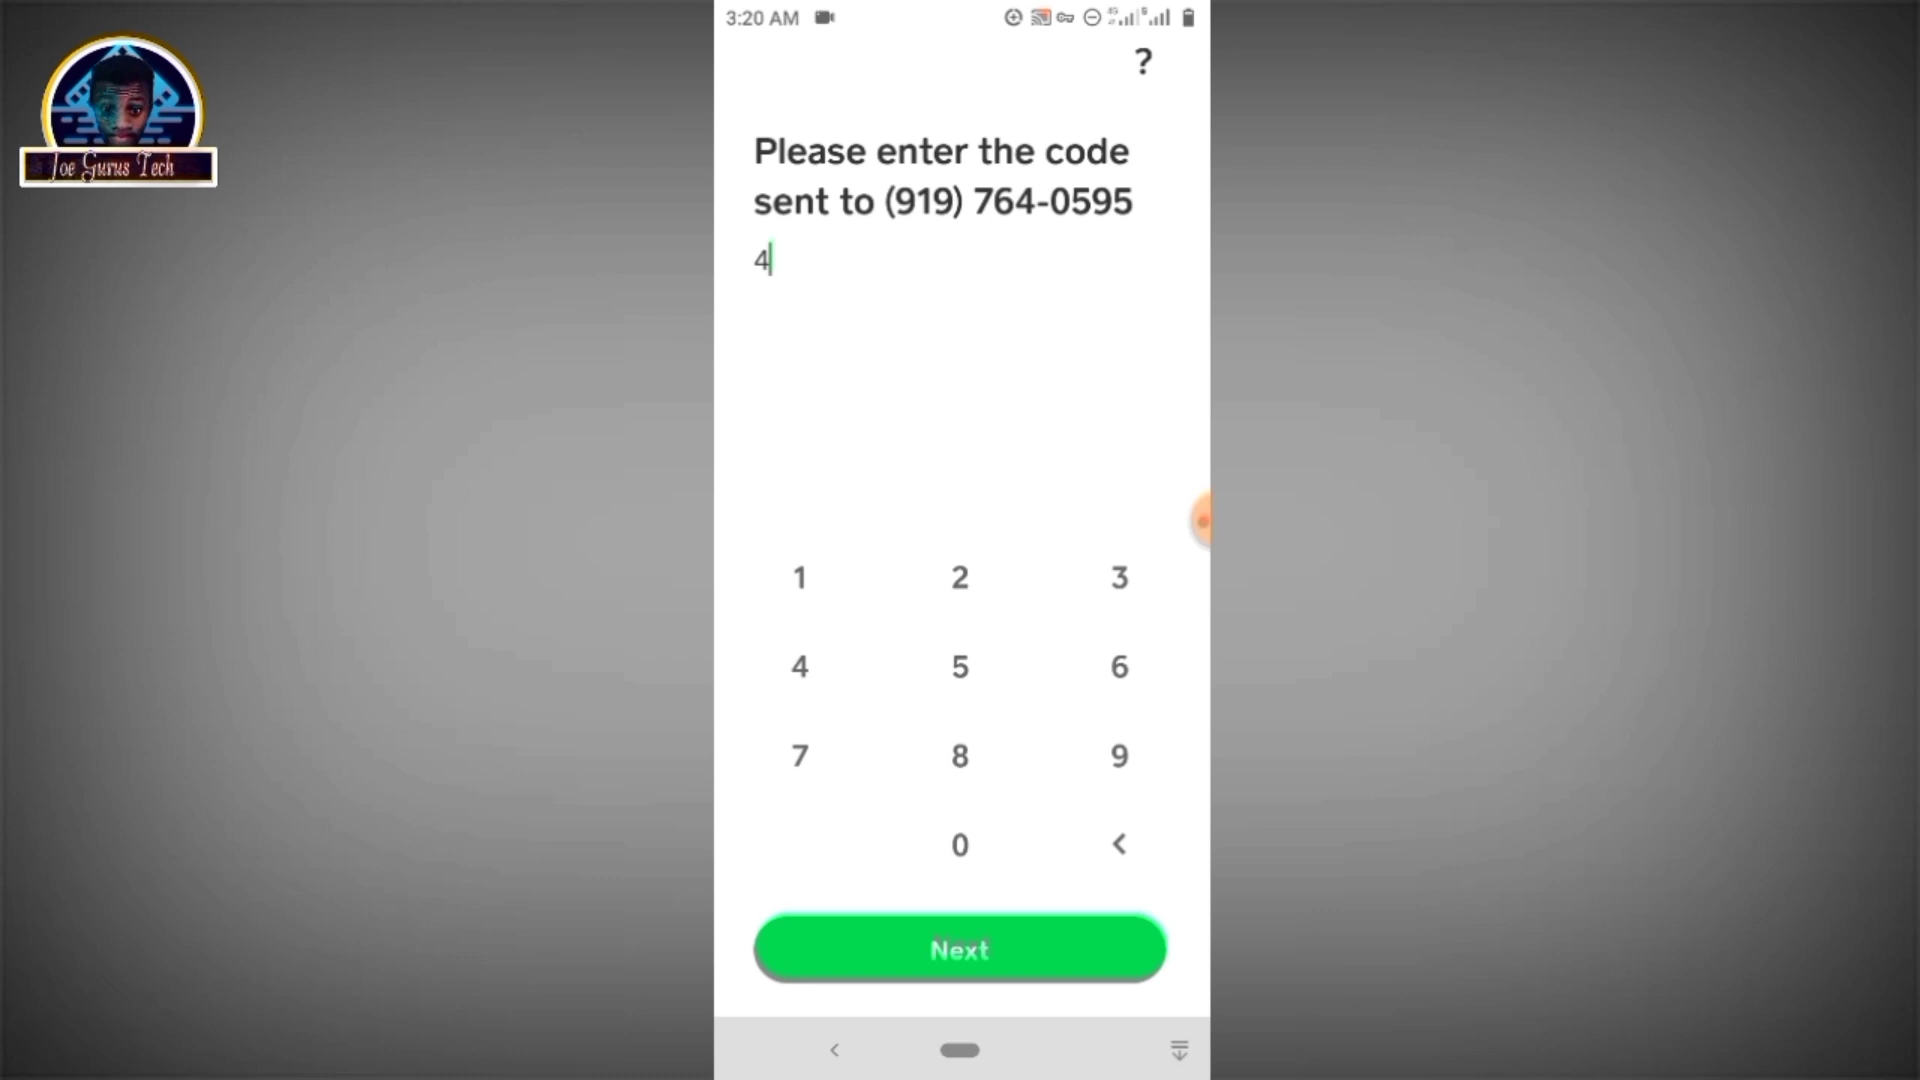 3:20 AM
4G
?
Joe Gurus Tech
Please enter the code
sent to (919) 764-0595
4
1 2 3
4 5 6
7 8 9
0 <
Next